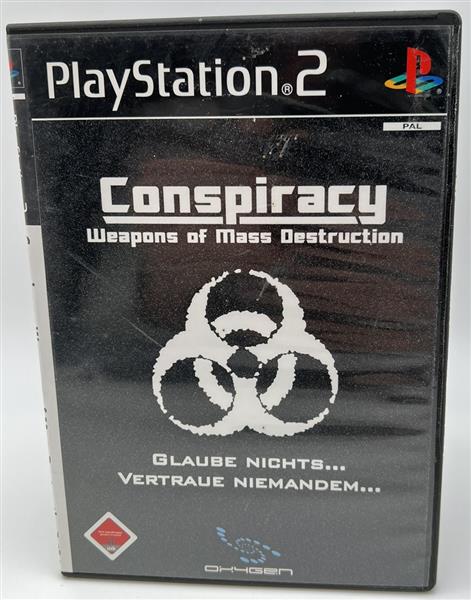 PlayStation®2
PAL
Conspiracy
Weapons of Mass Destruction
GLAUBE NICHTS...
VERTRAUE NIEMANDEM...
OXYGEN